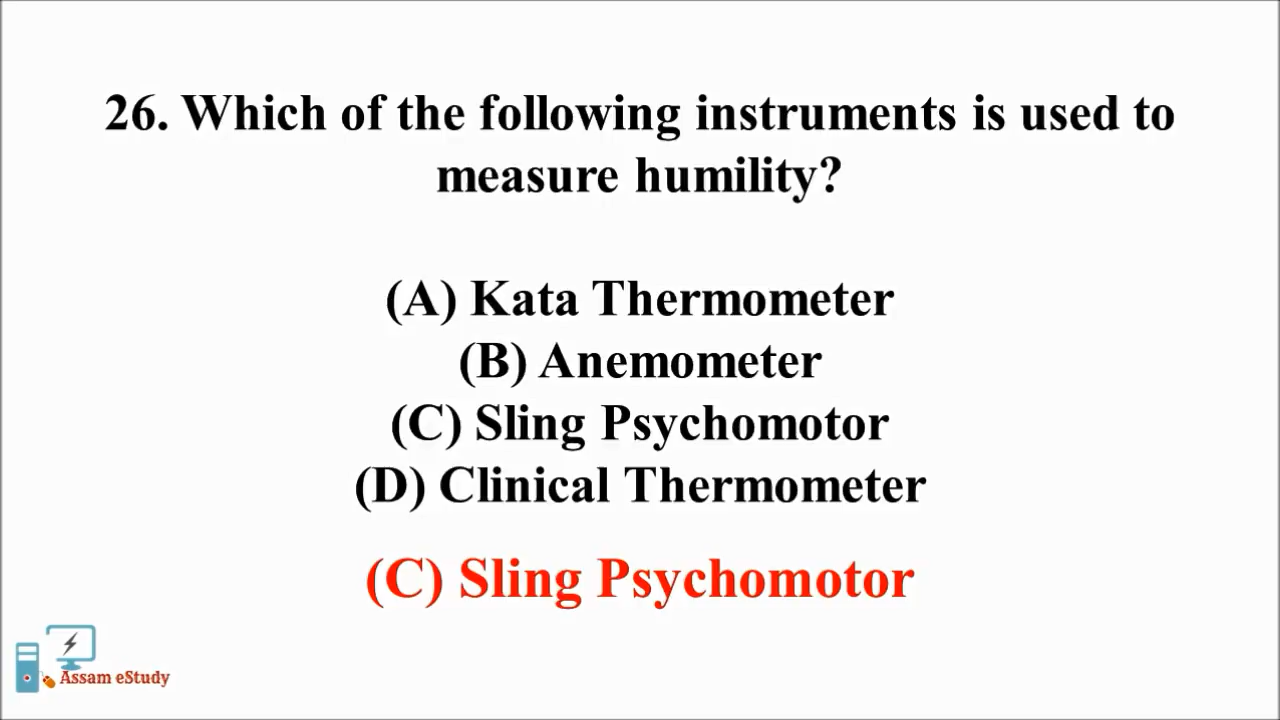 26. Which of the following instruments is used to
measure humility?
(A) Kata Thermometer
(B) Anemometer
(C) Sling Psychomotor
(D) Clinical Thermometer
(C) Sling Psychomotor
Assam eStudy